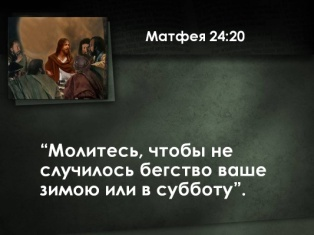 Матфея 24:20
“Молитесь, чтобы не
случилось бегство ваше
зимою или в субботу”.